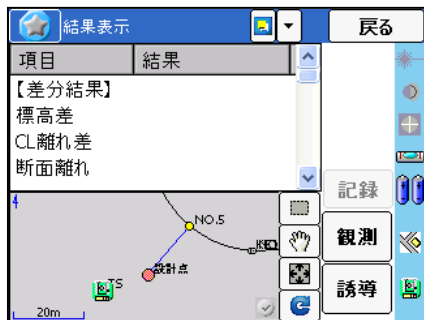 結果表示
戻る
項目 結果
【差分結果】
標高差
CL離れ差
断面離れ
記録
4
NO.5
観測
設計点
TS
誘導
20m